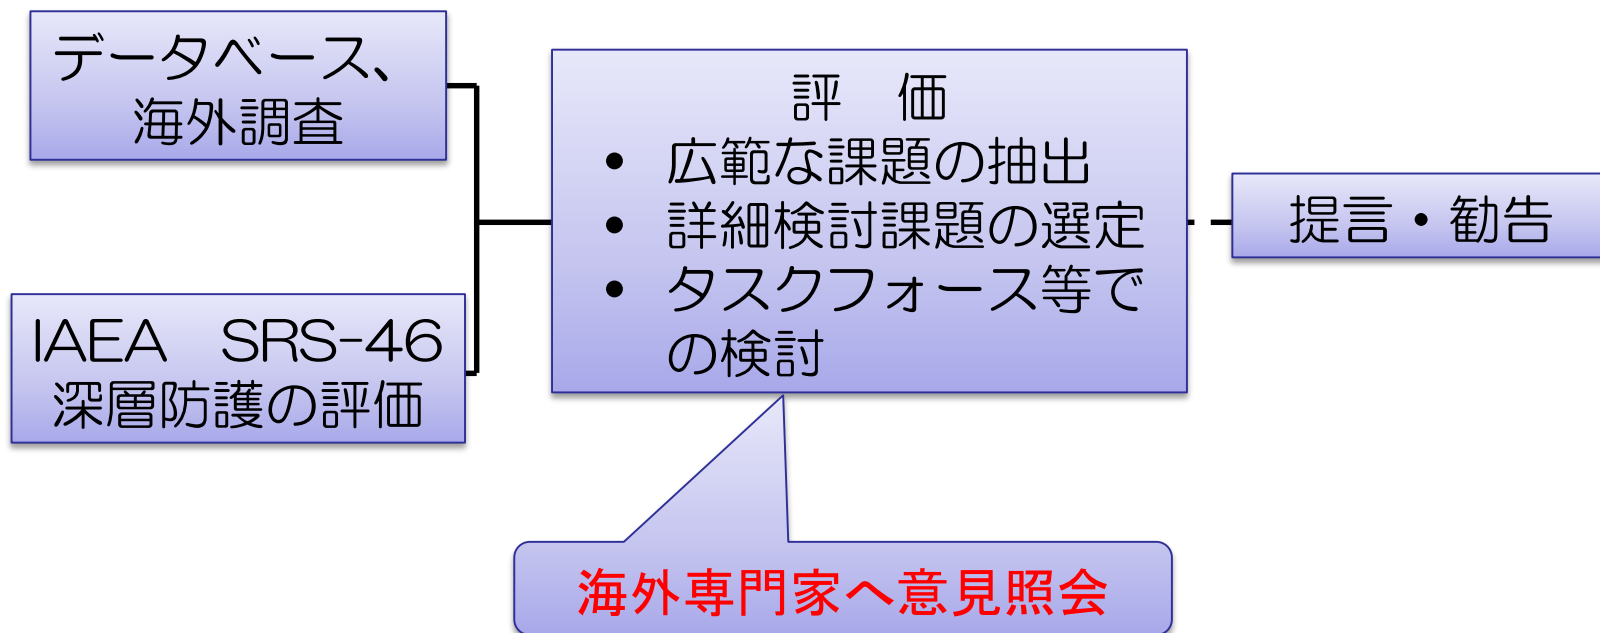 データベース、
海外調査
IAEA　SRS-46
深層防護の評価
評　価
• 広範な課題の抽出
• 詳細検討課題の選定
• タスクフォース等で
の検討
提言・勧告
海外専門家へ意見照会